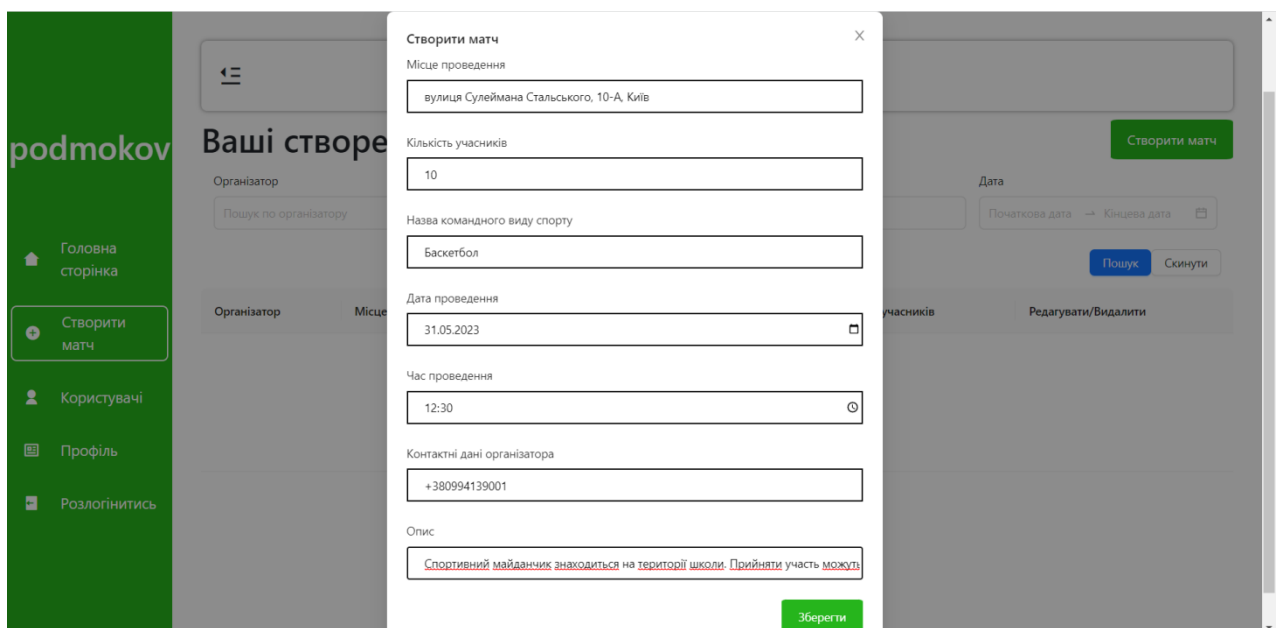 podmokov
Головна
сторінка
Створити
матч
Користувачі
Профіль
Розлогінитись
Ваші створе
Створити матч
Організатор
Пошук по організатору
Дата
Початкова дата → Кінцева дата
Пошук Скинути
Організатор Місце учасників Редагувати/Видалити
Створити матч
Місце проведення
вулиця Сулеймана Стальського, 10-А, Київ
Кількість учасників
10
Назва командного виду спорту
Баскетбол
Дата проведення
31.05.2023
Час проведення
12:30
Контактні дані організатора
+380994139001
Опис
Спортивний майданчик знаходиться на території школи. Прийняти участь можуть
Зберегти